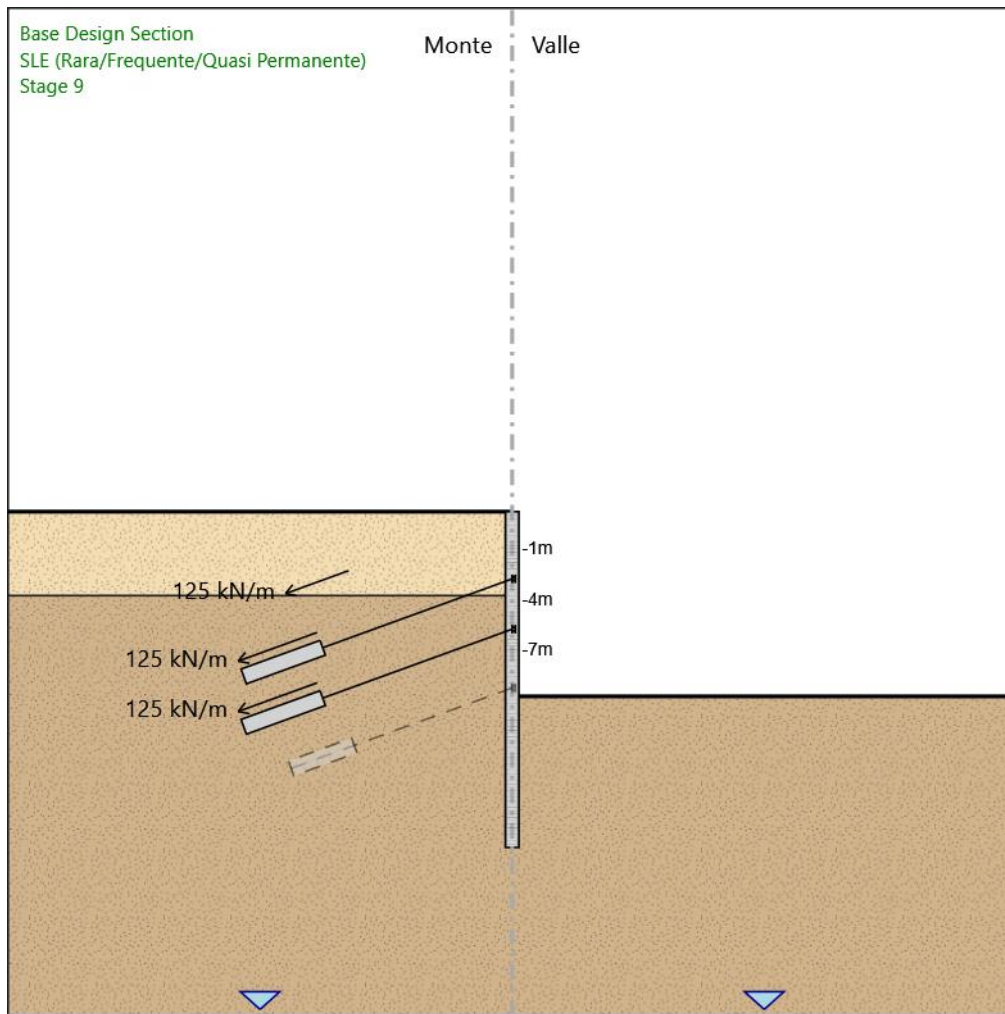 Base Design Section
SLE (Rara/Frequente/Quasi Permanente)
Stage 9
Monte
Valle
-1m
125 kN/m
-4m
-7m
125 kN/m
125 kN/m